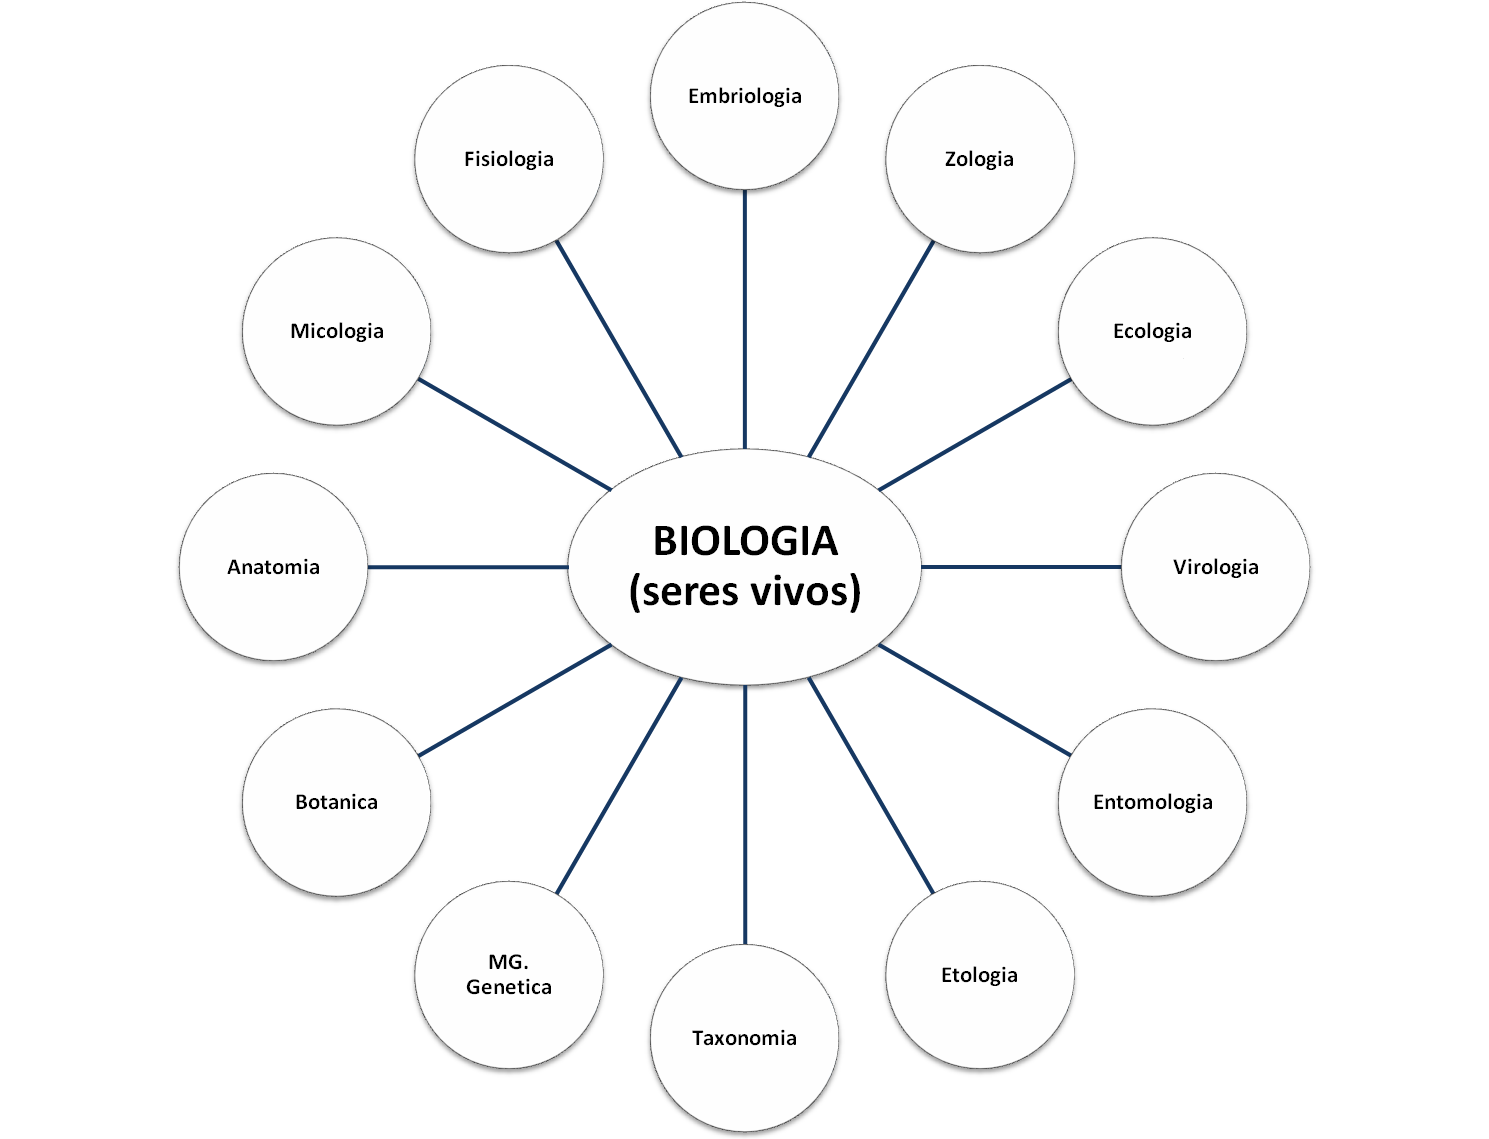 Embriologia
Fisiologia
Zologia
Micologia
Ecologia
BIOLOGIA
(seres vivos)
Anatomia
Virologia
Botanica
Entomologia
MG.
Genetica
Etologia
Taxonomia